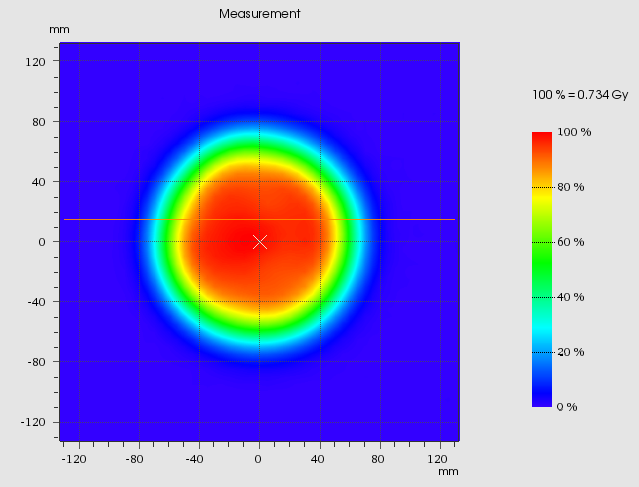 Measurement
mm
100 % = 0.734 Gy
120
80
40
0
-40
-80
-120
-120 -80 -40 0 40 80 120
mm
100 %
80 %
60 %
40 %
20 %
0 %